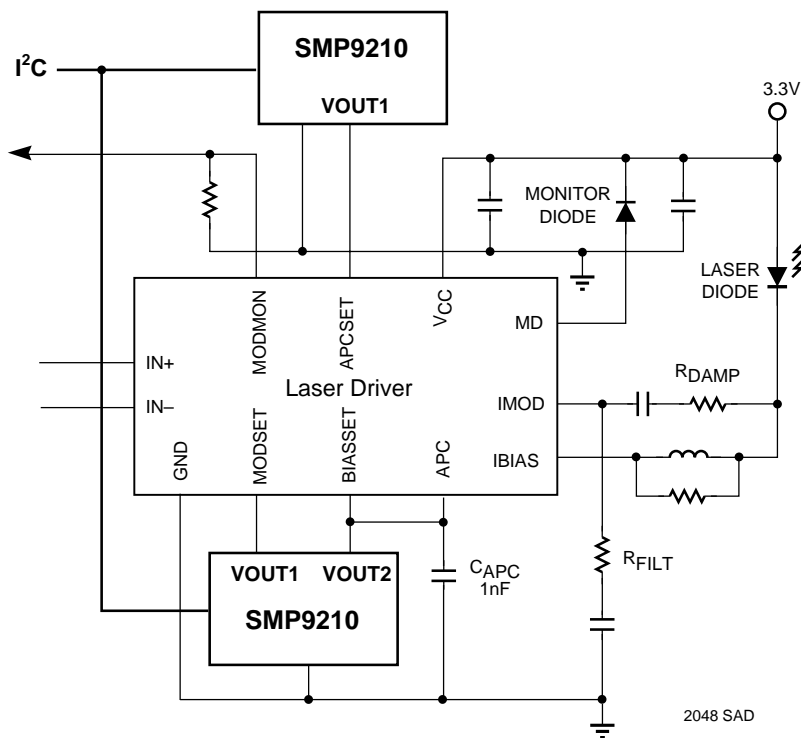 SMP9210
I²C
VOUT1
3.3V
MONITOR
DIODE
LASER
DIODE
MODMON
APCSET
VCC
MD
IN+
Laser Driver
RDAMP
IN–
IMOD
GND
MODSET
BIASSET
APC
IBIAS
VOUT1 VOUT2
CAPC
1nF
RFILT
SMP9210
2048 SAD